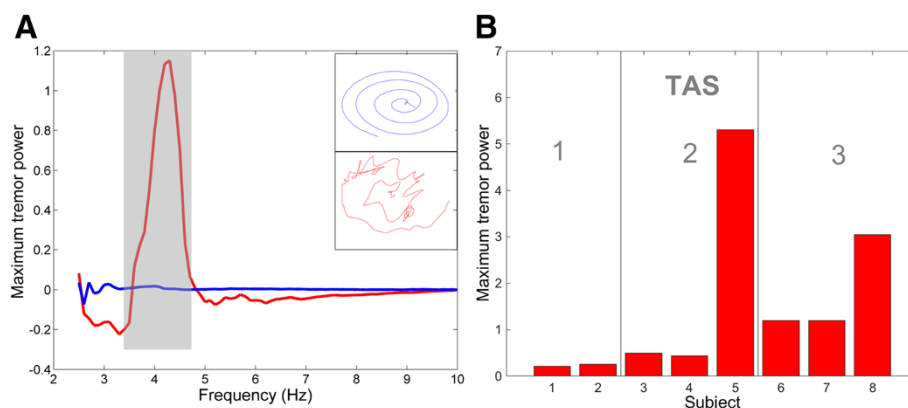 A
Maximum tremor power
1.2
1
0.8
0.6
0.4
0.2
0
-0.2
-0.4
2 3 4 5 6 7 8 9 10
Frequency (Hz)
B
Maximum tremor power
7
6
5
4
3
2
1
0
TAS
1 2 3
1 2 3 4 5 6 7 8
Subject